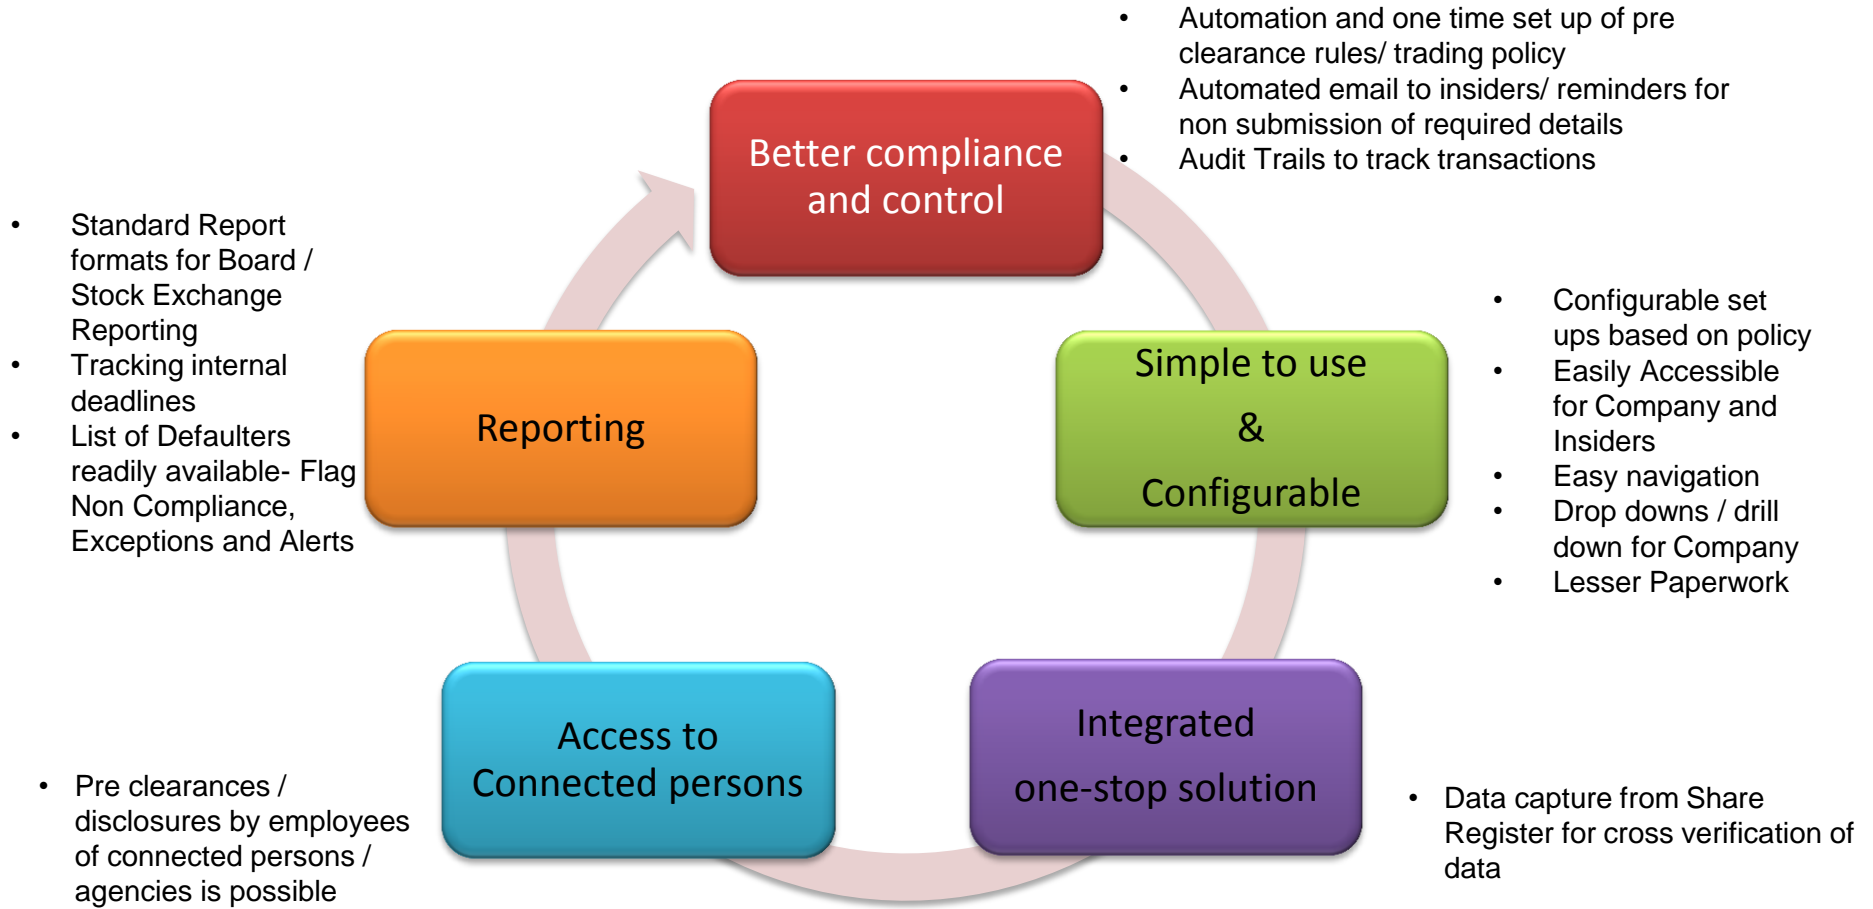 • Automation and one time set up of pre
clearance rules/ trading policy
• Automated email to insiders/ reminders for
non submission of required details
• Audit Trails to track transactions
Better compliance
and control
• Standard Report
formats for Board /
Stock Exchange
Reporting
• Tracking internal
deadlines
• List of Defaulters
readily available- Flag
Non Compliance,
Exceptions and Alerts
Reporting
Simple to use
&
Configurable
• Configurable set
ups based on policy
• Easily Accessible
for Company and
Insiders
• Easy navigation
• Drop downs / drill
down for Company
• Lesser Paperwork
Access to
Connected persons
Integrated
one-stop solution
• Pre clearances /
disclosures by employees
of connected persons /
agencies is possible
• Data capture from Share
Register for cross verification of
data